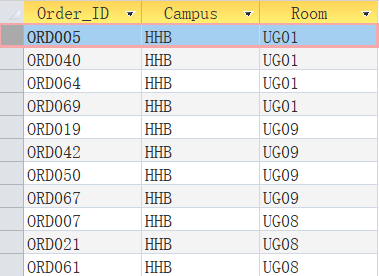 Order_ID Campus Room
ORD005 HHB UG01
ORD040 HHB UG01
ORD064 HHB UG01
ORD069 HHB UG01
ORD019 HHB UG09
ORD042 HHB UG09
ORD050 HHB UG09
ORD067 HHB UG09
ORD007 HHB UG08
ORD021 HHB UG08
ORD061 HHB UG08